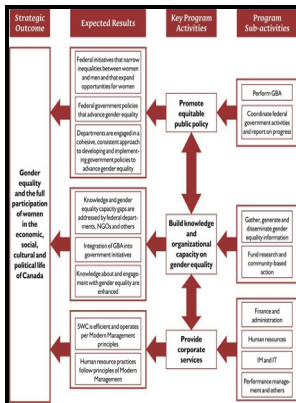 Strategic
Outcome
Expected Results
Key Program
Activities
Program
Sub-activities
Gender
equality and
the full
participation
of women in
the economic,
social,
cultural and
political life
of Canada
Federal initiatives that narrow
inequalities between women
and men and that expand
opportunities for women
Federal government policies
that advance gender equality
Departments are engaged in a
cohesive, consistent approach
to developing and implement-
ing government policies to
advance gender equality
Knowledge and gender
equality capacity gaps are
addressed by federal depart-
ments, NGOs and others
Integration of GBA into
government initiatives
Knowledge about and engage-
ment with gender equality are
enhanced
SWC is efficient and operates
per Modern Management
principles
Human resource practices
follow principles of Modern
Management
Promote
equitable
public policy
Build knowledge
and
organizational
capacity on
gender equality
Provide
corporate
services
Perform GBA
Coordinate federal
government activities
and report on
progress
Gather, generate and
disseminate gender
equality information
Fund research and
community-based
action
Finance and
administration
Human resources
IM and IT
Performance manage-
ment and others